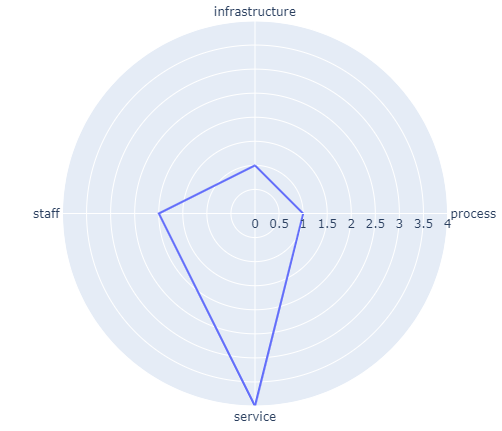 infrastructure
staff
process
0 0.5 1 1.5 2 2.5 3 3.5 4
service